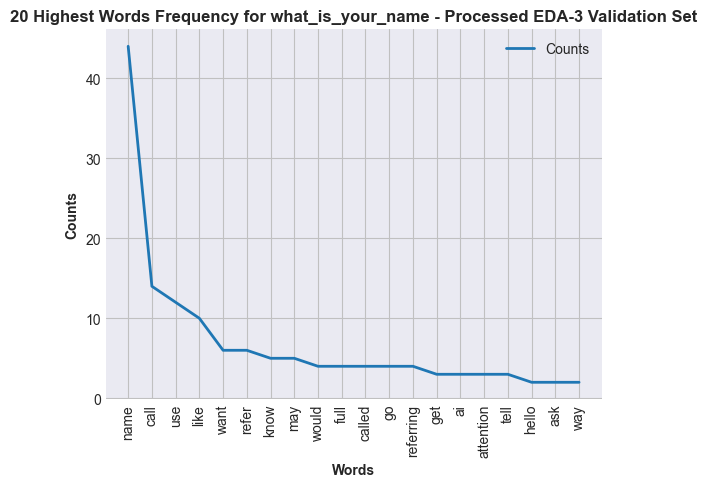 20 Highest Words Frequency for what_is_your_name - Processed EDA-3 Validation Set
Counts
40
30
20
10
0
Counts
name
call
use
like
want
refer
know
may
would
full
called
go
referring
get
ai
attention
tell
hello
ask
way
Words